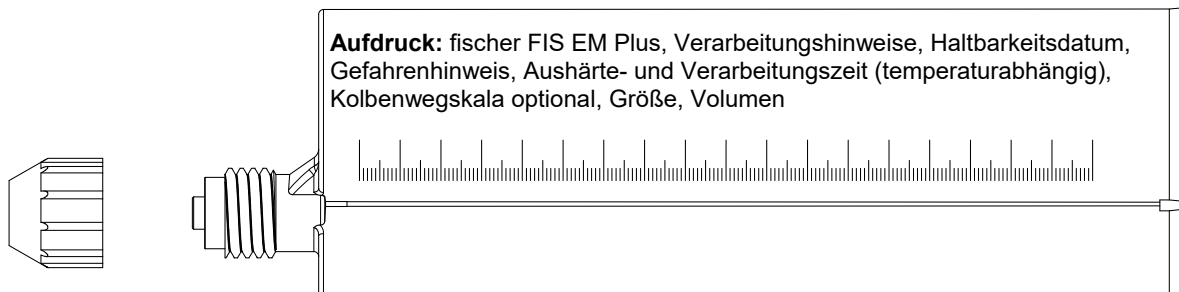 Aufdruck: fischer FIS EM Plus, Verarbeitungshinweise, Haltbarkeitsdatum,
Gefahrenhinweis, Aushärte- und Verarbeitungszeit (temperaturabhängig),
Kolbenwegskala optional, Größe, Volumen